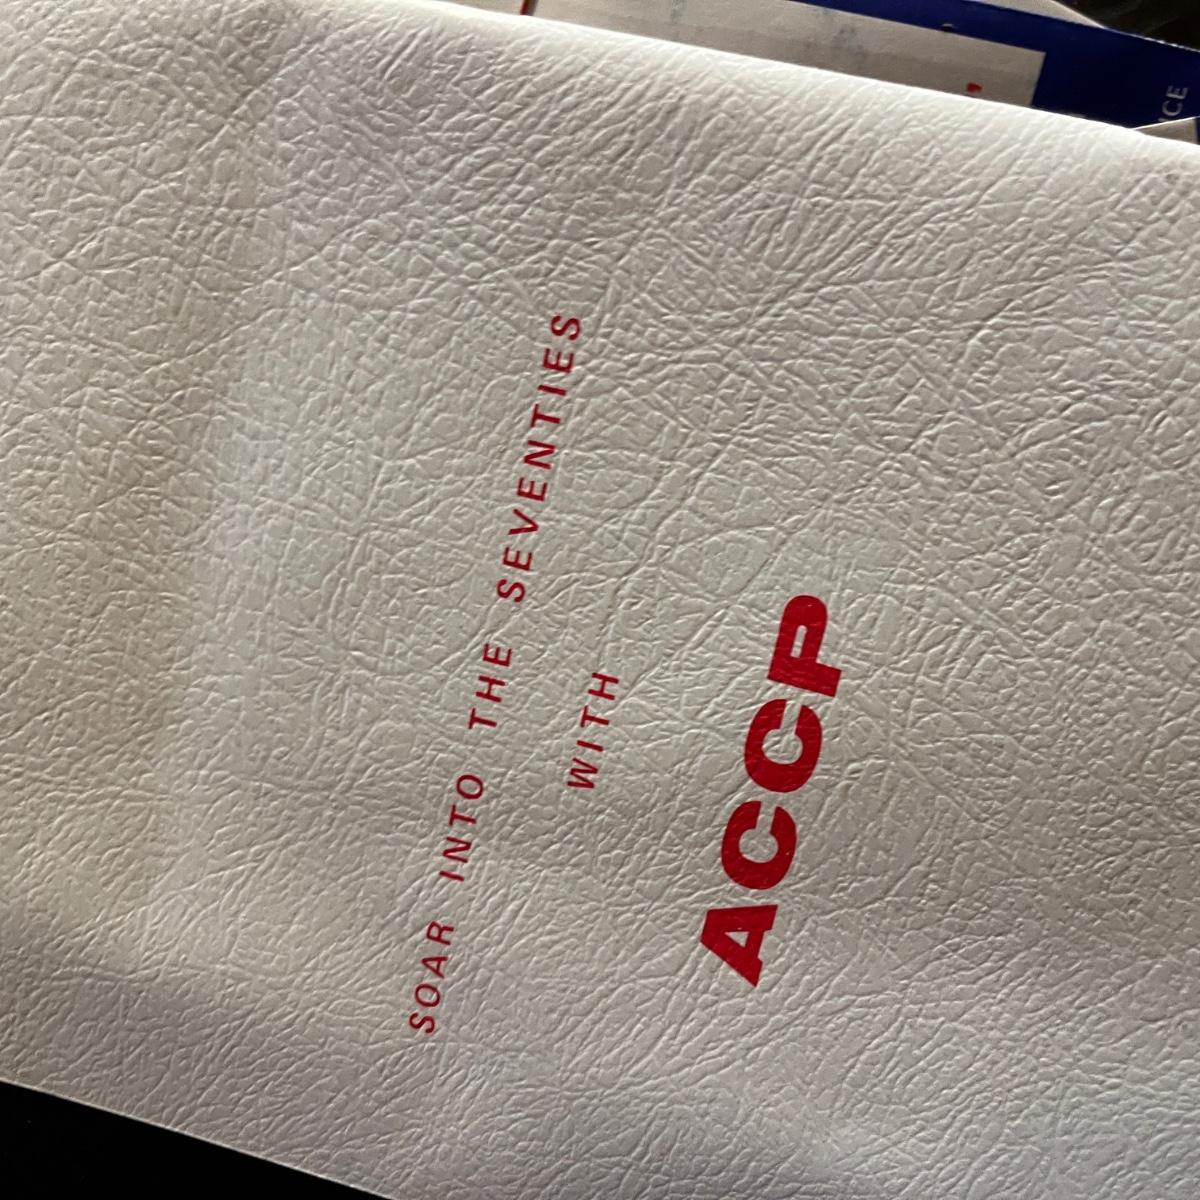 SOAR INTO THE SEVENTIES
WITH
ACCP